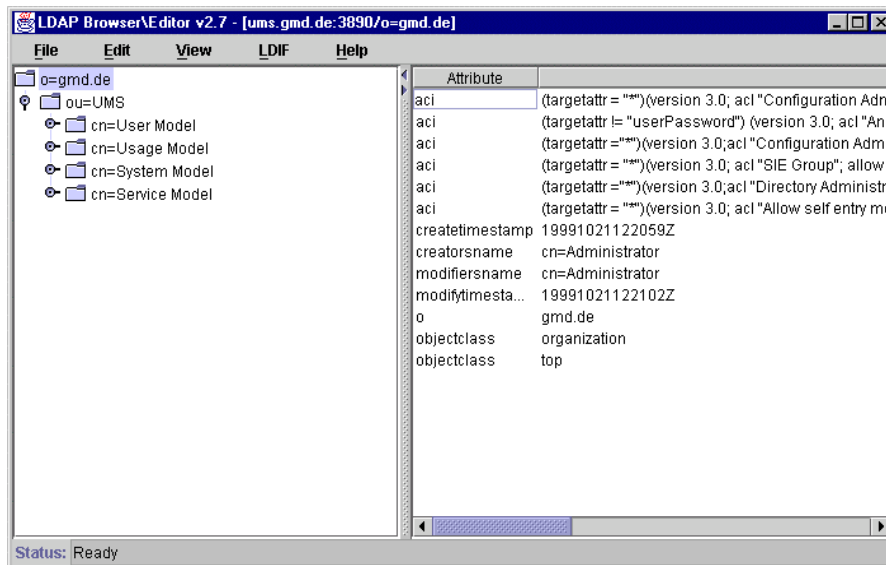 LDAP Browser\Editor v2.7 - [ums.gmd.de:3890/o=gmd.de]
File Edit View LDIF Help
o=gmd.de
ou=UMS
cn=User Model
cn=Usage Model
cn=System Model
cn=Service Model
Attribute
aci (targetattr = "*")(version 3.0; acl "Configuration Adm
aci (targetattr != "userPassword") (version 3.0; acl "An
aci (targetattr = "*")(version 3.0;acl "Configuration Adm
aci (targetattr = "*")(version 3.0; acl "SIE Group"; allow
aci (targetattr ="*")(version 3.0;acl "Directory Administr
aci (targetattr = "*")(version 3.0; acl "Allow self entry mo
createtimestamp 19991021122059Z
creatorsname cn=Administrator
modifiersname cn=Administrator
modifytimesta... 19991021122102Z
o gmd.de
objectclass organization
objectclass top
Status: Ready